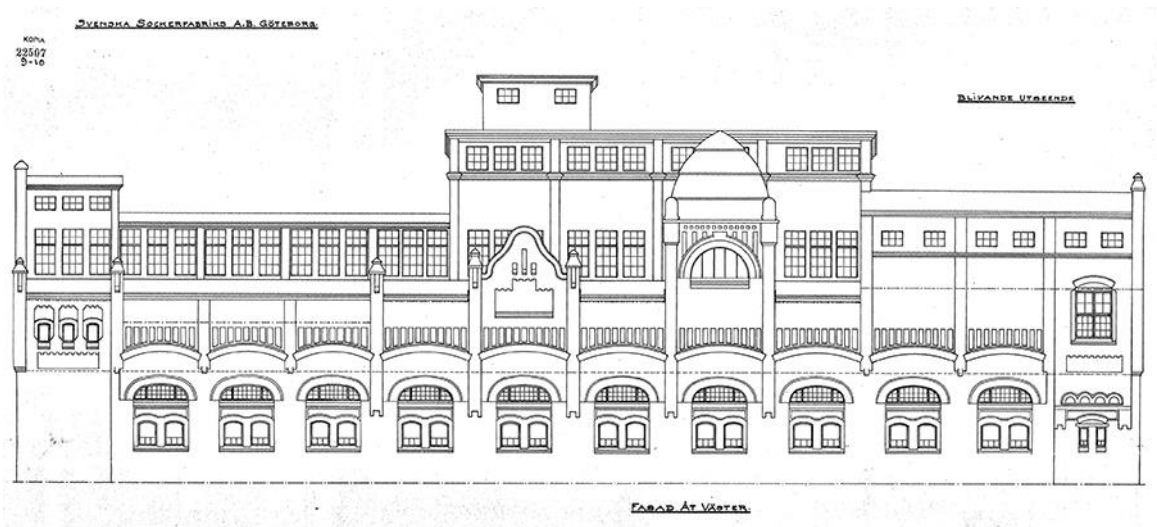 SVENSKA SOCKERFABRIKS A.B. GÖTEBORG.
KOPIA
22507
9-10
BLIVANDE UTSEENDE
FASAD ÅT VÄSTER.